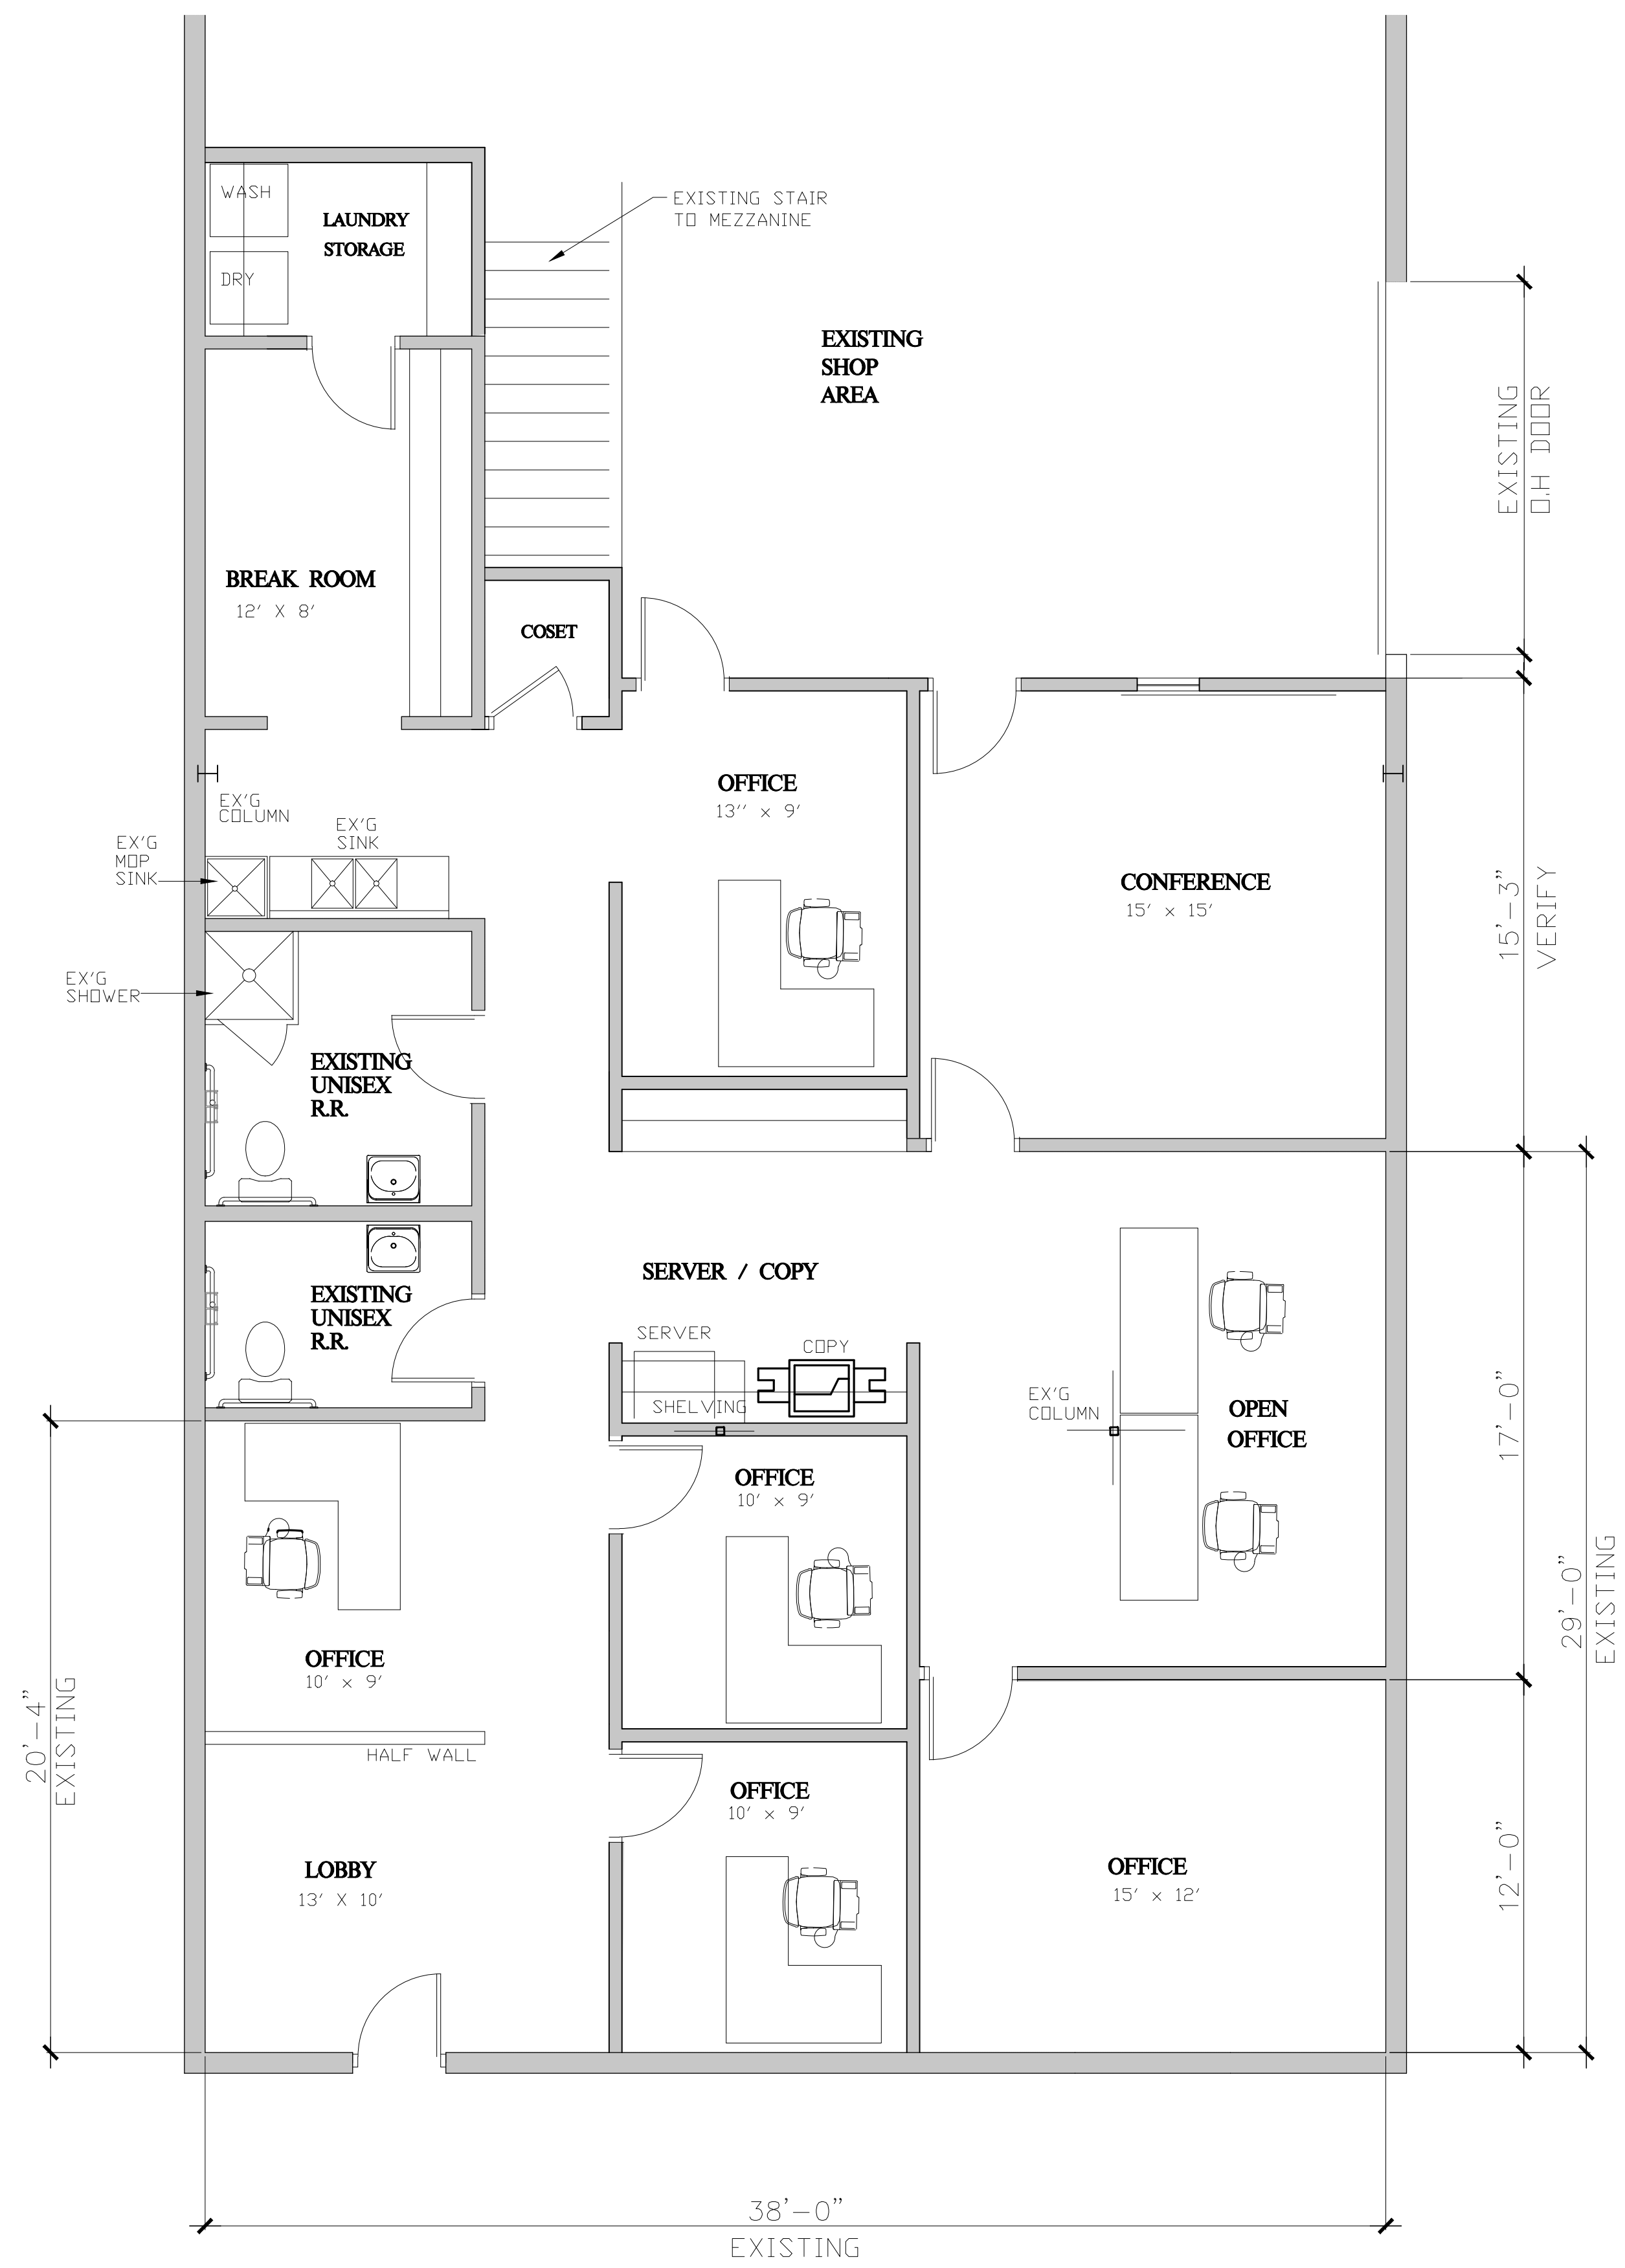 WASH
LAUNDRY
STORAGE
DRY
EXISTING STAIR
TO MEZZANINE
EXISTING
SHOP
AREA
EXISTING
O.H DOOR
BREAK ROOM
12' X 8'
COSET
OFFICE
13'' x 9'
EX'G
COLUMN
EX'G
SINK
EX'G
MOP
SINK
CONFERENCE
15' x 15'
15'-3"
VERIFY
EX'G
SHOWER
EXISTING
UNISEX
R.R.
SERVER / COPY
EXISTING
UNISEX
R.R.
SERVER
COPY
SHELVING
EX'G
COLUMN
OPEN
OFFICE
17'-0"
OFFICE
10' x 9'
29'-0"
EXISTING
OFFICE
10' x 9'
HALF WALL
20'-4"
EXISTING
OFFICE
10' x 9'
LOBBY
13' X 10'
OFFICE
15' x 12'
12'-0"
38'-0"
EXISTING